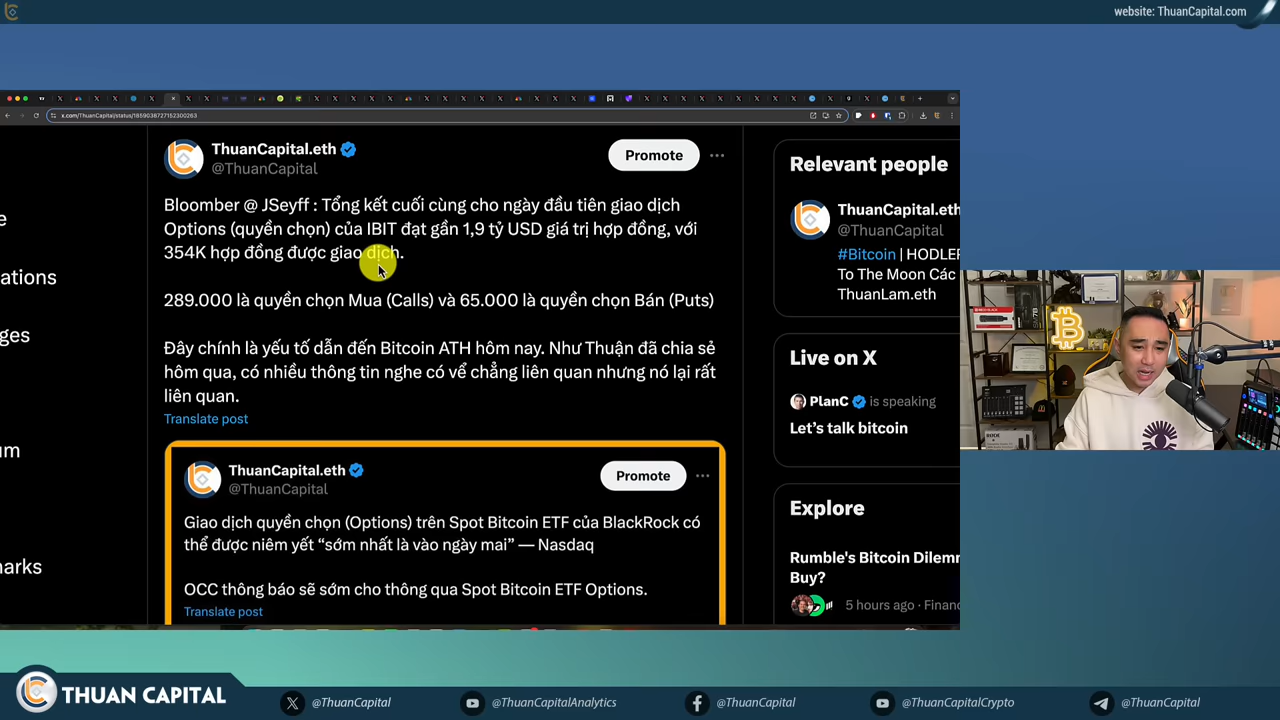 website: ThuanCapital.com
x.com/ThuanCapital/status/1859038727152300263
ThuanCapital.eth
@ThuanCapital
Promote
Bloomber @ JSeyff : Tổng kết cuối cùng cho ngày đầu tiên giao dịch
Options (quyền chọn) của IBIT đạt gần 1,9 tỷ USD giá trị hợp đồng, với
354K hợp đồng được giao dịch.
289.000 là quyền chọn Mua (Calls) và 65.000 là quyền chọn Bán (Puts)
Đây chính là yếu tố dẫn đến Bitcoin ATH hôm nay. Như Thuận đã chia sẻ
hôm qua, có nhiều thông tin nghe có vẻ chẳng liên quan nhưng nó lại rất
liên quan.
Translate post
ThuanCapital.eth
@ThuanCapital
Promote
Giao dịch quyền chọn (Options) trên Spot Bitcoin ETF của BlackRock có
thể được niêm yết “sớm nhất là vào ngày mai” — Nasdaq
OCC thông báo sẽ sớm cho thông qua Spot Bitcoin ETF Options.
Translate post
e
ations
ges
um
arks
Relevant people
ThuanCapital.eth
@ThuanCapital
#Bitcoin | HODLER
To The Moon Các
ThuanLam.eth
Live on X
PlanC is speaking
Let’s talk bitcoin
Explore
Rumble's Bitcoin Dilemm
Buy?
5 hours ago · Financ
THUAN CAPITAL
@ThuanCapital
@ThuanCapitalAnalytics
@ThuanCapital
@ThuanCapitalCrypto
@ThuanCapital